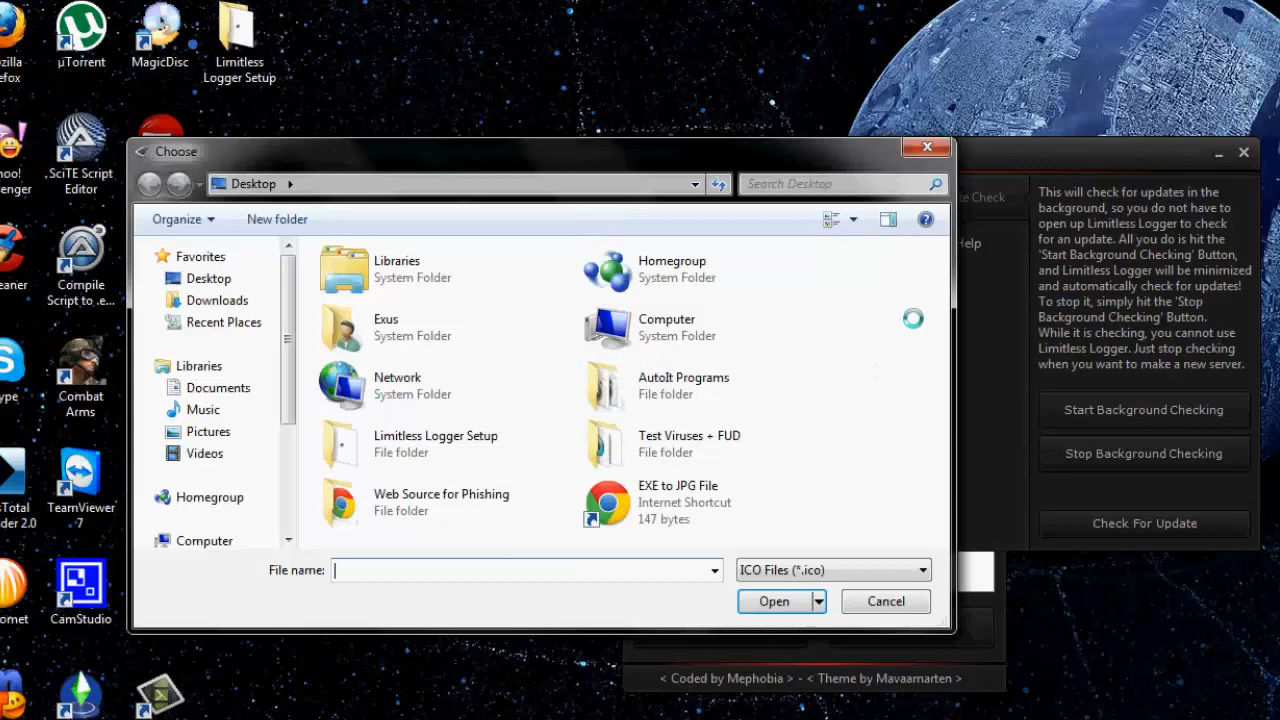 zilla
efox
µTorrent
MagicDisc
Limitless
Logger Setup
hoo!
enger
SciTE Script
Editor
eaner
Compile
Script to .e...
ype
Combat
Arms
sTotal
der 2.0
TeamViewer
7
omet
CamStudio
Choose
Desktop
Search Desktop
Organize
New folder
Favorites
Desktop
Downloads
Recent Places
Libraries
Documents
Music
Pictures
Videos
Homegroup
Computer
Libraries
System Folder
Homegroup
System Folder
Exus
Computer
System Folder
Network
System Folder
AutoIt Programs
File folder
Limitless Logger Setup
File folder
Test Viruses + FUD
File folder
Web Source for Phishing
File folder
EXE to JPG File
Internet Shortcut
147 bytes
File name:
ICO Files (*.ico)
Open
Cancel
te Check
Help
This will check for updates in the
background, so you do not have to
open up Limitless Logger to check
for an update. All you do is hit the
'Start Background Checking' Button,
and Limitless Logger will be minimized
and automatically check for updates!
To stop it, simply hit the 'Stop
Background Checking' Button.
While it is checking, you cannot use
Limitless Logger. Just stop checking
when you want to make a new server.
Start Background Checking
Stop Background Checking
Check For Update
< Coded by Mephobia > - < Theme by Mavaamarten >